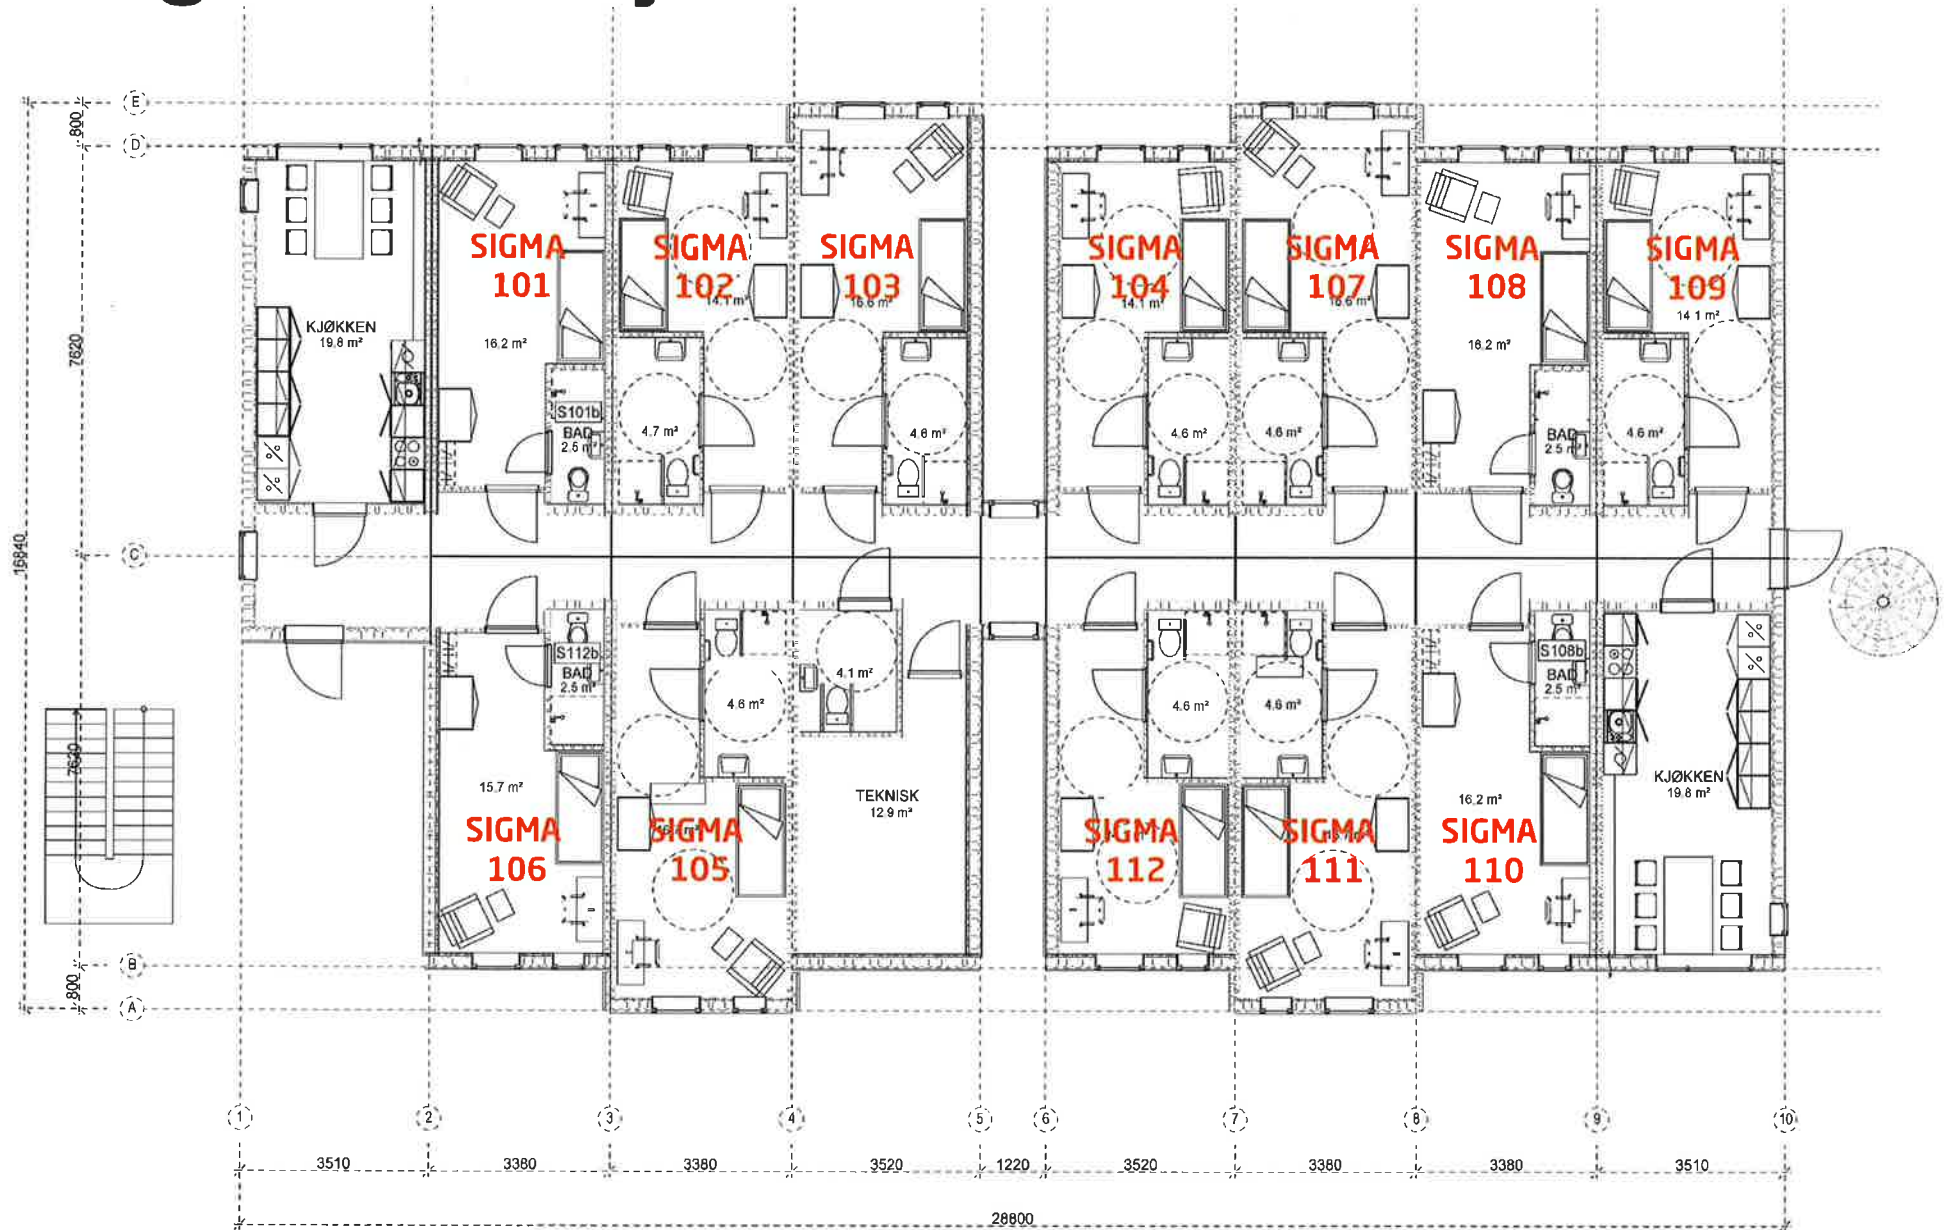 E
800
D
SIGMA
101
SIGMA
102
14.1 m²
SIGMA
103
16.6 m²
SIGMA
104
14.1 m²
SIGMA
107
16.6 m²
SIGMA
108
SIGMA
109
14.1 m²
KJØKKEN
19,8 m²
16,2 m²
16,2 m²
7620
S101b
BAD
2.5 m²
4.7 m²
4.6 m²
4.6 m²
4.6 m²
BAD
2.5 m²
4.6 m²
16840
C
S112b
BAD
2.5 m²
4.6 m²
4.1 m²
4.6 m²
4.6 m²
S108b
BAD
2.5 m²
7620
15,7 m²
TEKNISK
12.9 m²
16,2 m²
KJØKKEN
19,8 m²
SIGMA
106
SIGMA
105
SIGMA
112
SIGMA
111
SIGMA
110
B
800
A
1
2
3
4
5
6
7
8
9
10
3510
3380
3380
3520
1220
3520
3380
3380
3510
28800